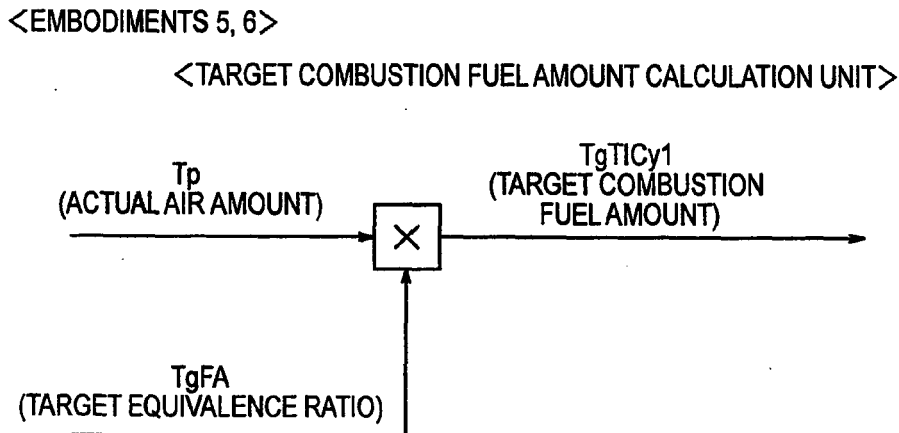 <EMBODIMENTS 5, 6>
<TARGET COMBUSTION FUEL AMOUNT CALCULATION UNIT>
Tp
(ACTUAL AIR AMOUNT)
TgTICy1
(TARGET COMBUSTION
FUEL AMOUNT)
×
TgFA
(TARGET EQUIVALENCE RATIO)